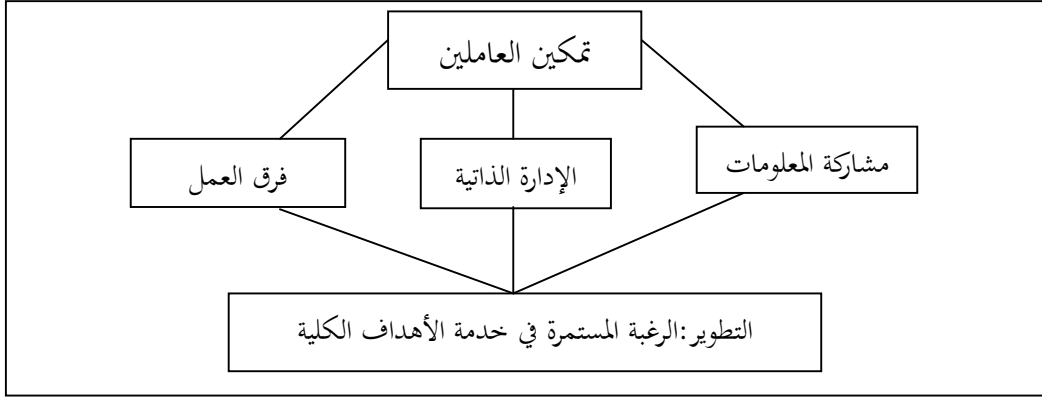 تمكين العاملين
مشاركة المعلومات
الإدارة الذاتية
فرق العمل
التطوير:الرغبة المستمرة في خدمة الأهداف الكلية